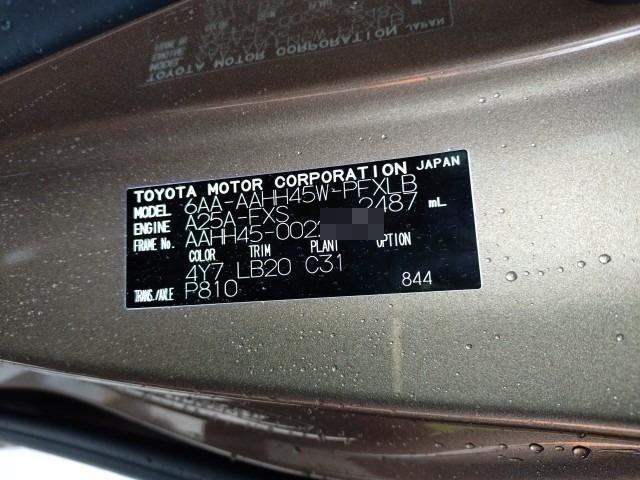 TOYOTA MOTOR CORPORATION JAPAN
MODEL 6AA-AAHH45W-PFXLB
ENGINE A25A-FXS 2487 mL
FRAME No. AAHH45-002
COLOR TRIM PLANT OPTION
4Y7 LB20 C31
TRANS./AXLE P810 844